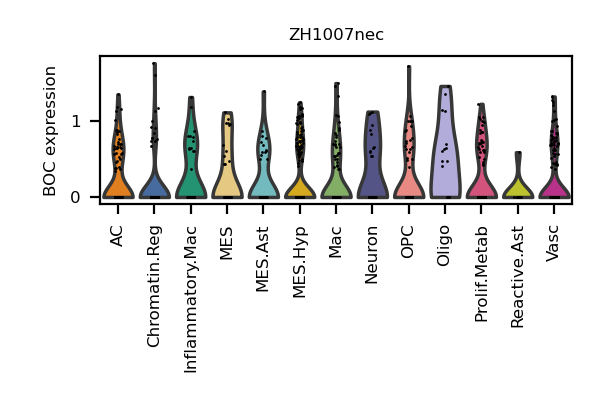 ZH1007nec
BOC expression
1
0
AC
Chromatin.Reg
Inflammatory.Mac
MES
MES.Ast
MES.Hyp
Mac
Neuron
OPC
Oligo
Prolif.Metab
Reactive.Ast
Vasc